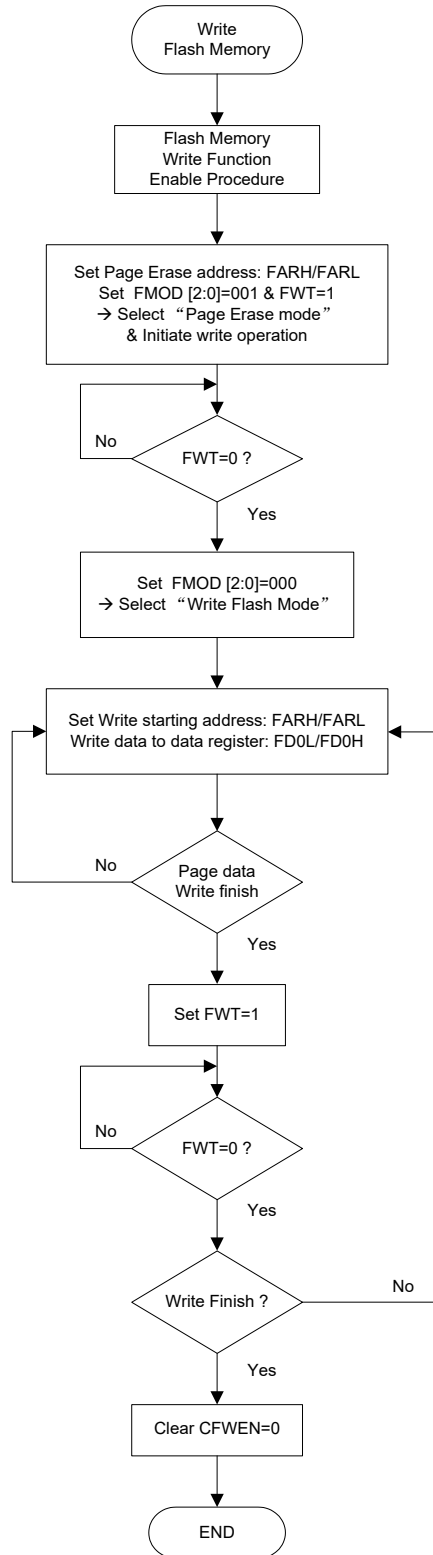 Write
Flash Memory
Flash Memory
Write Function
Enable Procedure
Set Page Erase address: FARH/FARL
Set FMOD [2:0]=001 & FWT=1
→ Select “Page Erase mode”
& Initiate write operation
No
FWT=0 ?
Yes
Set FMOD [2:0]=000
→ Select “Write Flash Mode”
Set Write starting address: FARH/FARL
Write data to data register: FD0L/FD0H
No
Page data
Write finish
Yes
Set FWT=1
No
FWT=0 ?
Yes
Write Finish ?
No
Yes
Clear CFWEN=0
END